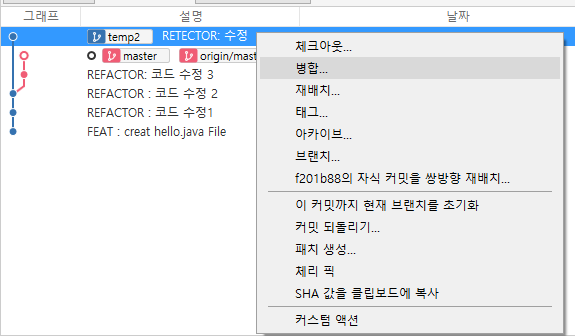 그래프 설명 날짜
temp2 RETECTOR: 수정
master origin/mast
REFACTOR: 코드 수정 3
REFACTOR : 코드 수정 2
REFACTOR : 코드 수정1
FEAT : creat hello.java File
체크아웃...
병합...
재배치...
태그...
아카이브...
브랜치...
f201b88의 자식 커밋을 쌍방향 재배치...
이 커밋까지 현재 브랜치를 초기화
커밋 되돌리기...
패치 생성...
체리 픽
SHA 값을 클립보드에 복사
커스텀 액션